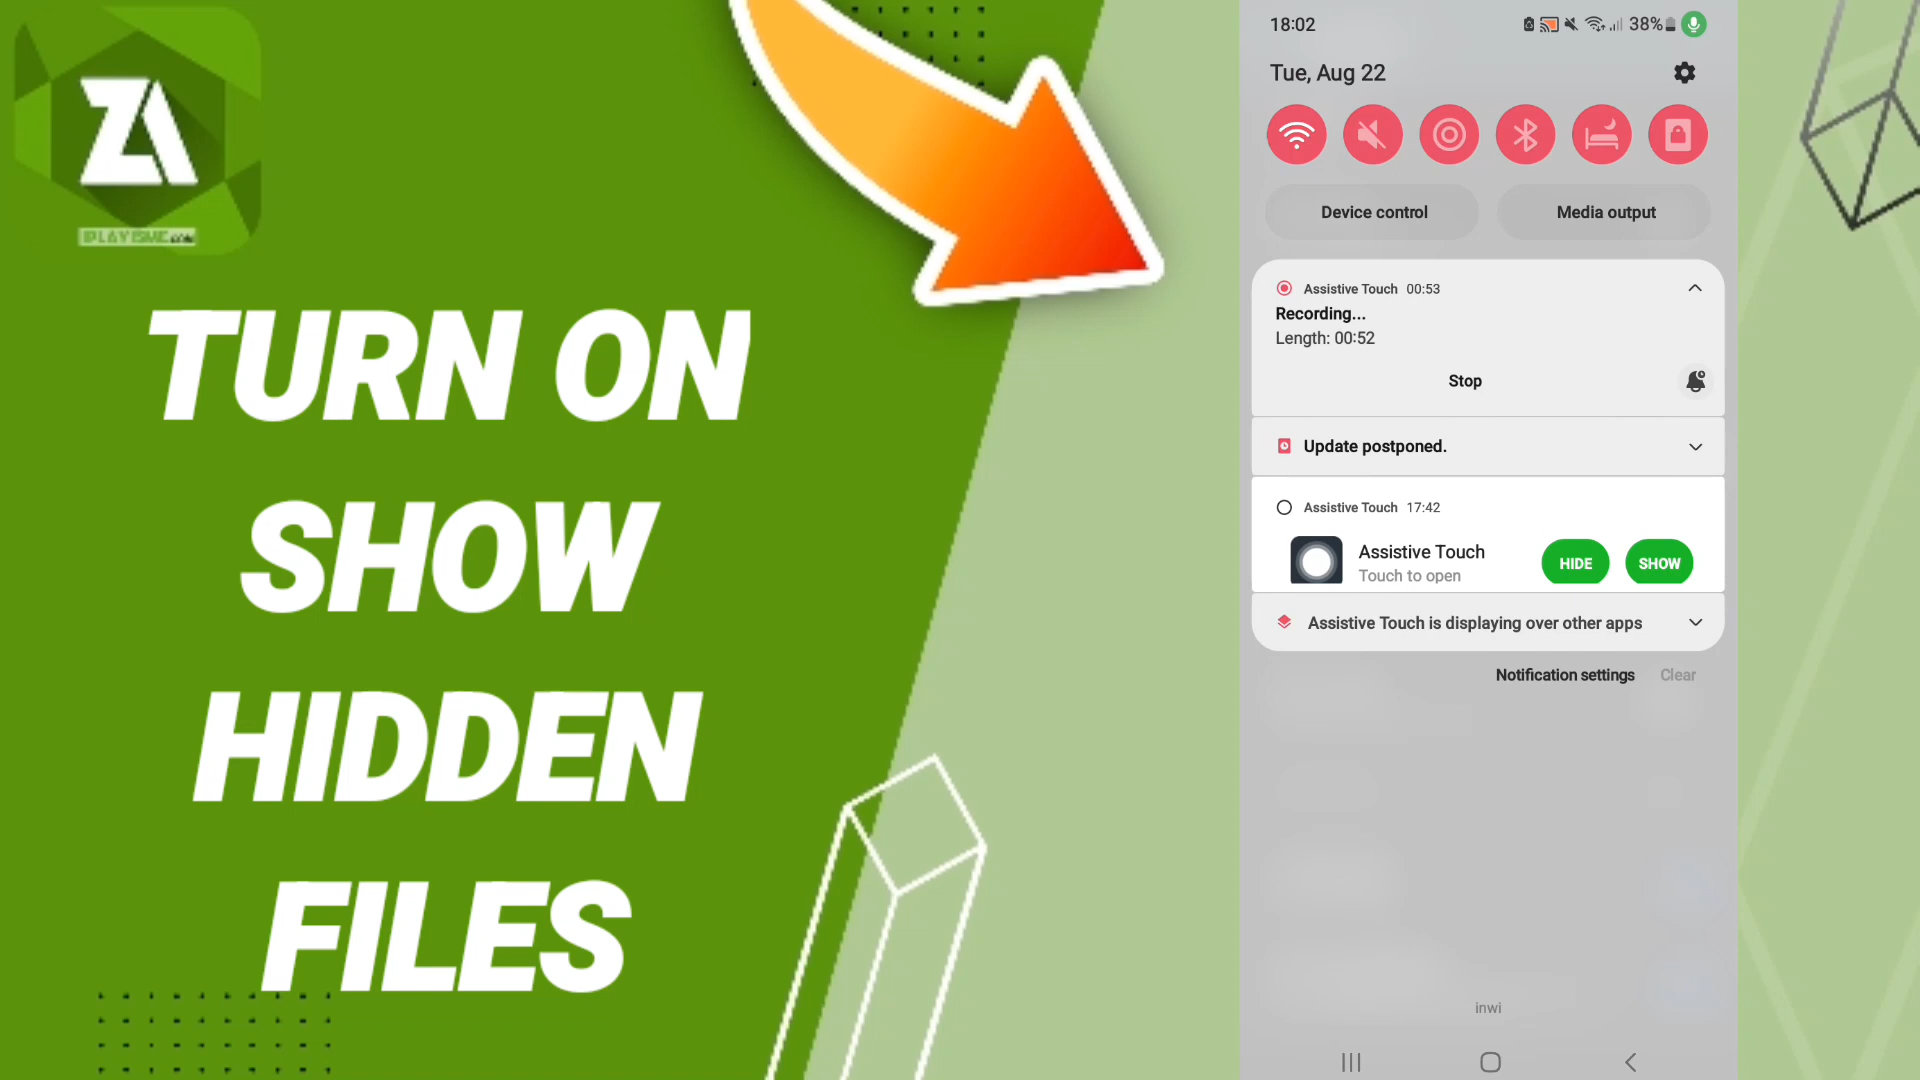 ZA
TURN ON
SHOW
HIDDEN
FILES
18:02
38%
Tue, Aug 22
Device control
Media output
Assistive Touch 00:53
Recording...
Length: 00:52
Stop
Update postponed.
Assistive Touch 17:42
Assistive Touch
Touch to open
HIDE
SHOW
Assistive Touch is displaying over other apps
Notification settings
Clear
inwi